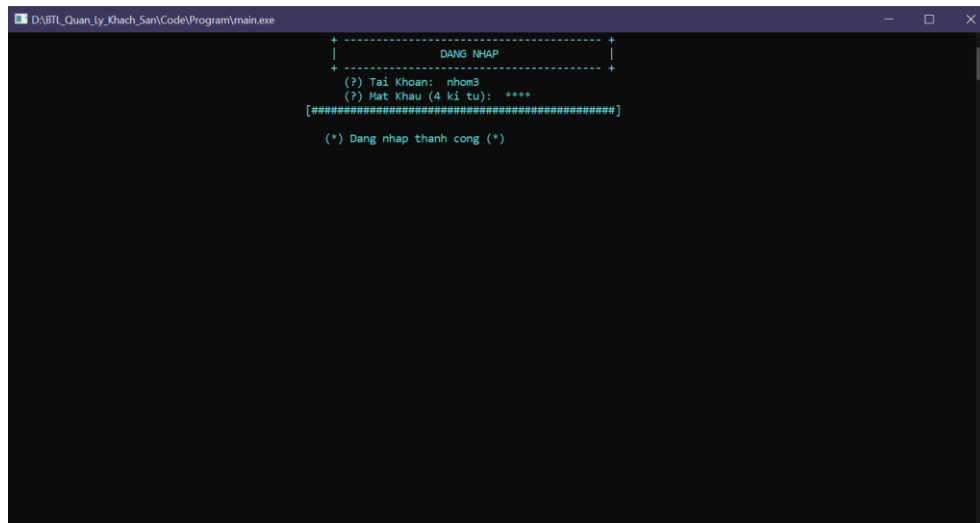 D:\BTL_Quan_Ly_Khach_San\Code\Program\main.exe
+ ---------------------------------------- +
| DANG NHAP |
+ ---------------------------------------- +
(?) Tai Khoan: nhom3
(?) Mat Khau (4 ki tu): ****
[###############################################]
(*) Dang nhap thanh cong (*)